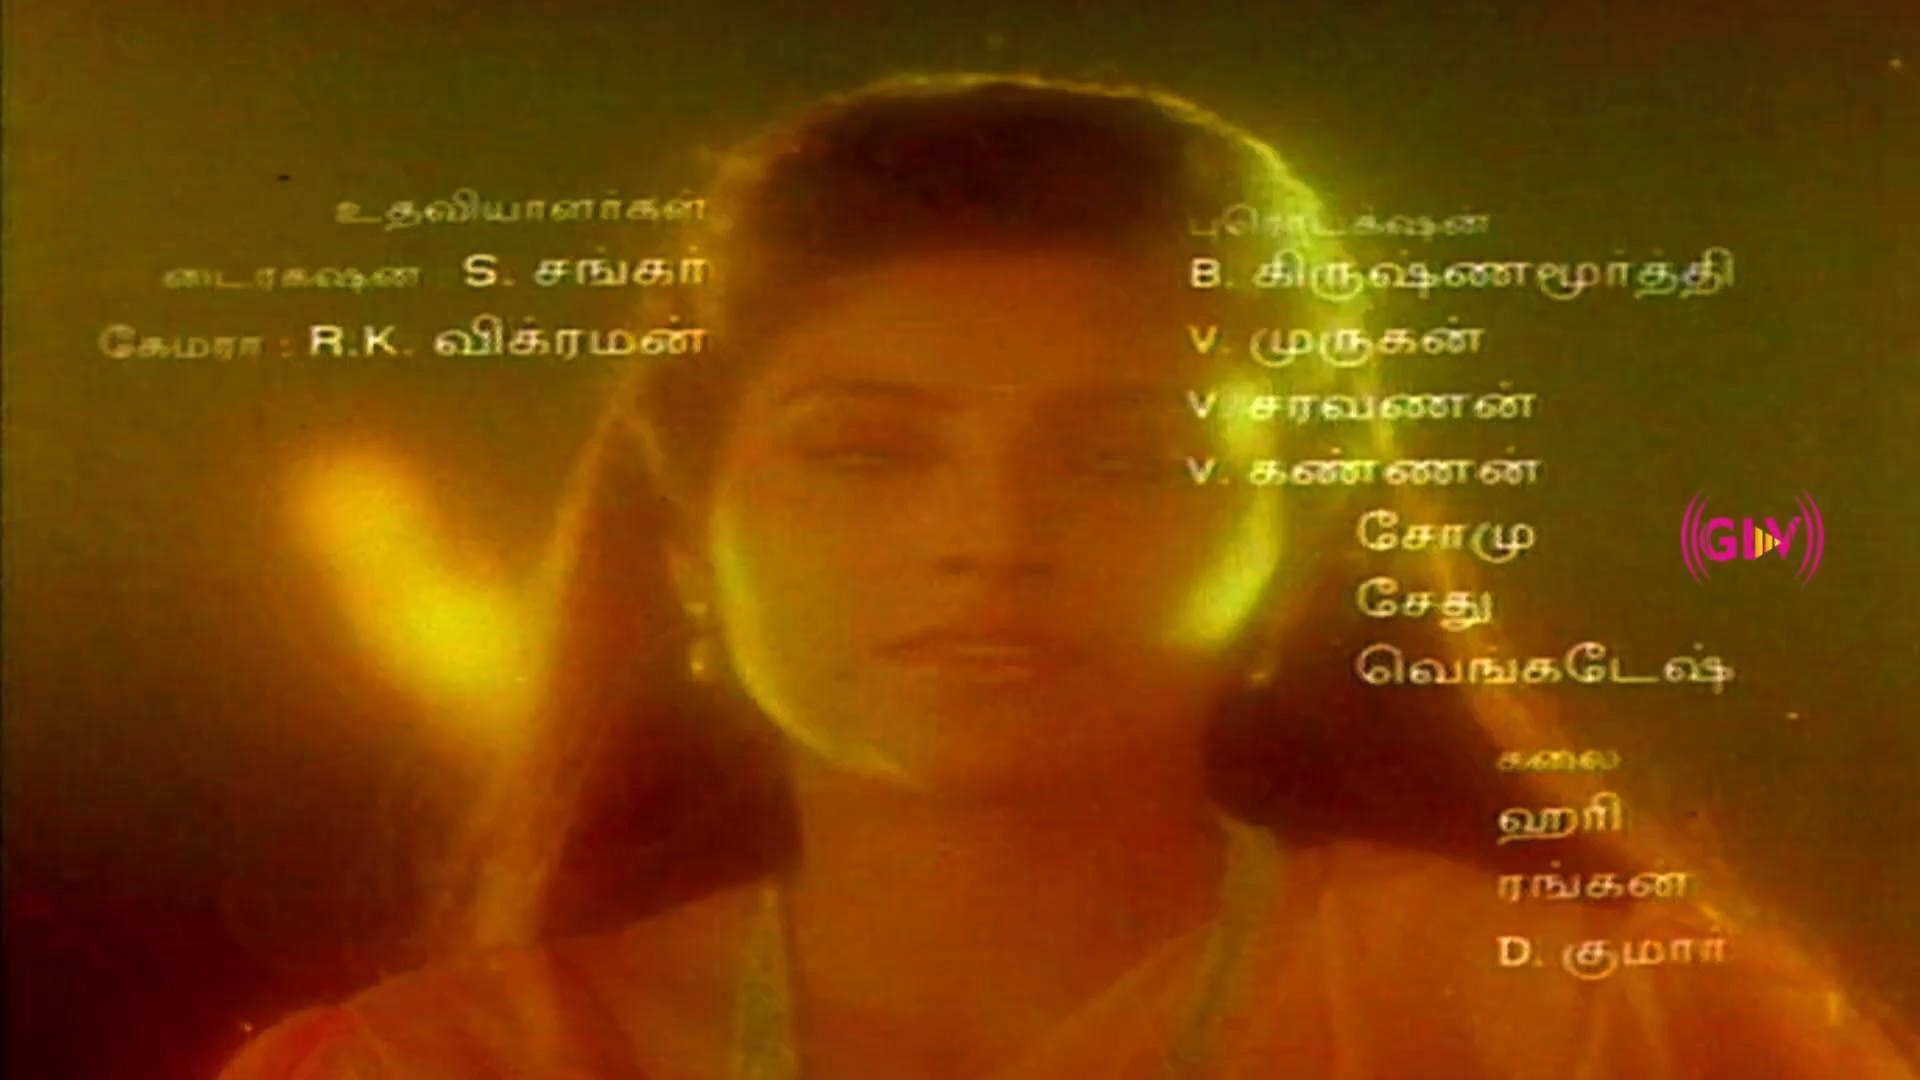 உதவியாளர்கள்
டைரக்ஷன் : S. சங்கர்
கேமரா : R.K. விக்ரமன்
புரொடக்ஷன்
B. கிருஷ்ணமூர்த்தி
V. முருகன்
V. சரவணன்
V. கண்ணன்
சோமு
சேது
வெங்கடேஷ்
கலை
ஹரி
ரங்கன்
D. குமார்